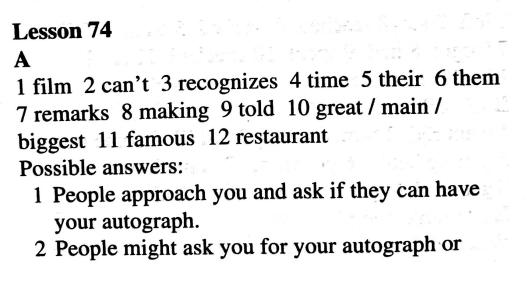 Lesson 74
A
1 film 2 can't 3 recognizes 4 time 5 their 6 them
7 remarks 8 making 9 told 10 great / main /
biggest 11 famous 12 restaurant
Possible answers:
1 People approach you and ask if they can have
your autograph.
2 People might ask you for your autograph or